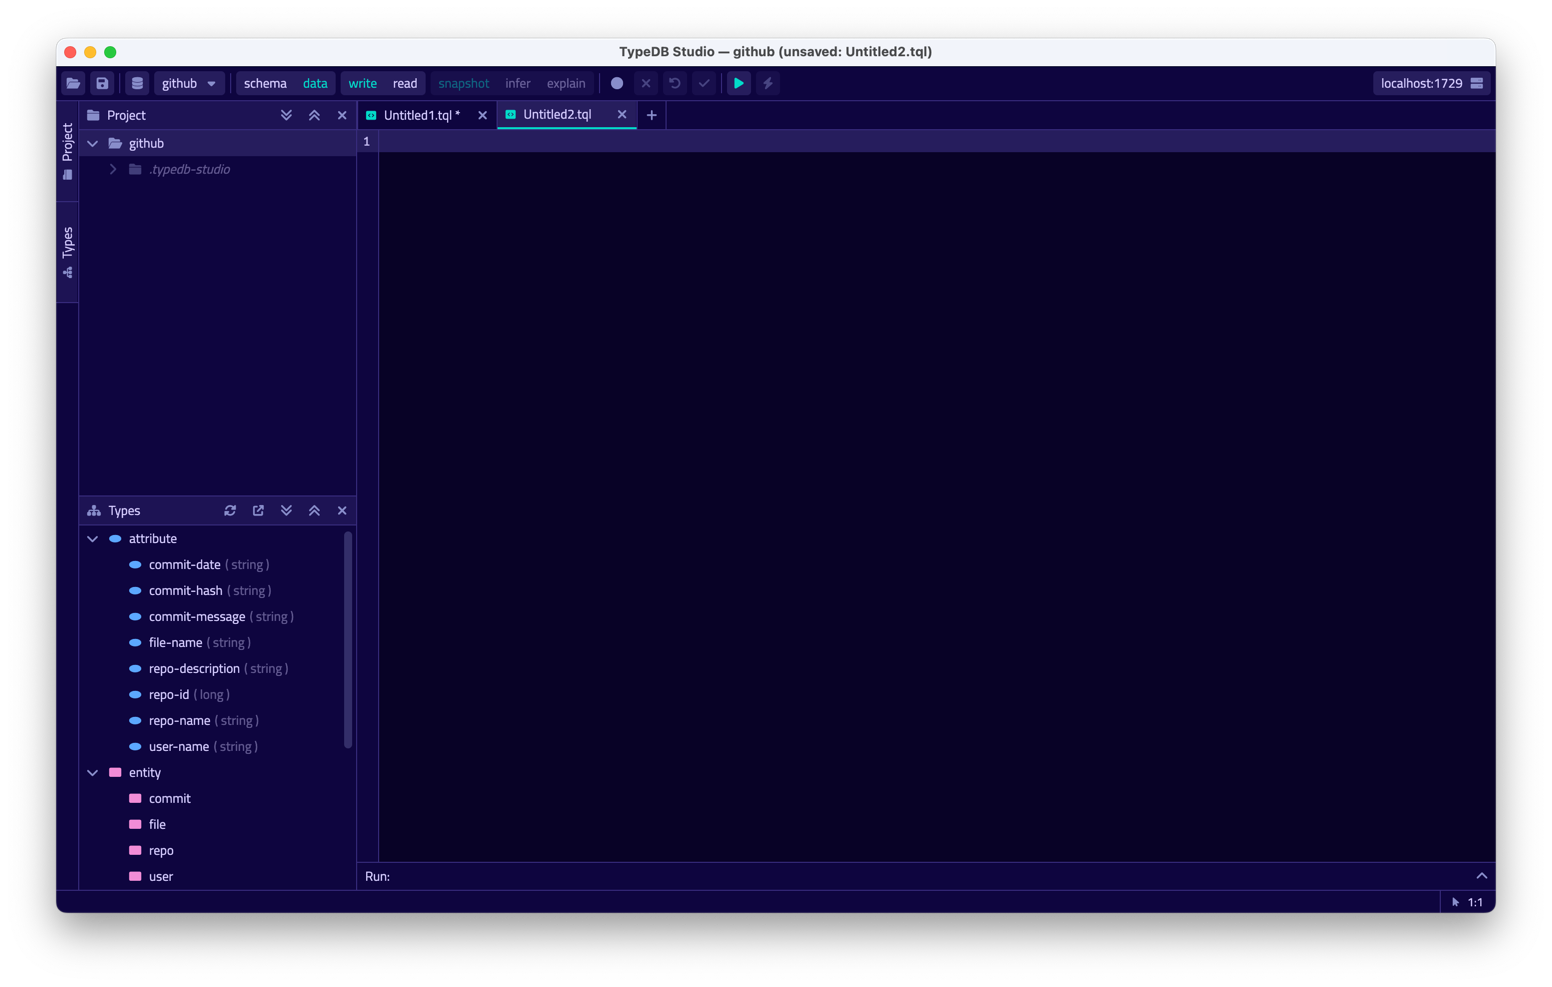 TypeDB Studio — github (unsaved: Untitled2.tql)
github schema data write read snapshot infer explain localhost:1729
Project
Types
Project
github
.typedb-studio
Types
attribute
commit-date ( string )
commit-hash ( string )
commit-message ( string )
file-name ( string )
repo-description ( string )
repo-id ( long )
repo-name ( string )
user-name ( string )
entity
commit
file
repo
user
Untitled1.tql * Untitled2.tql
1
Run:
1:1